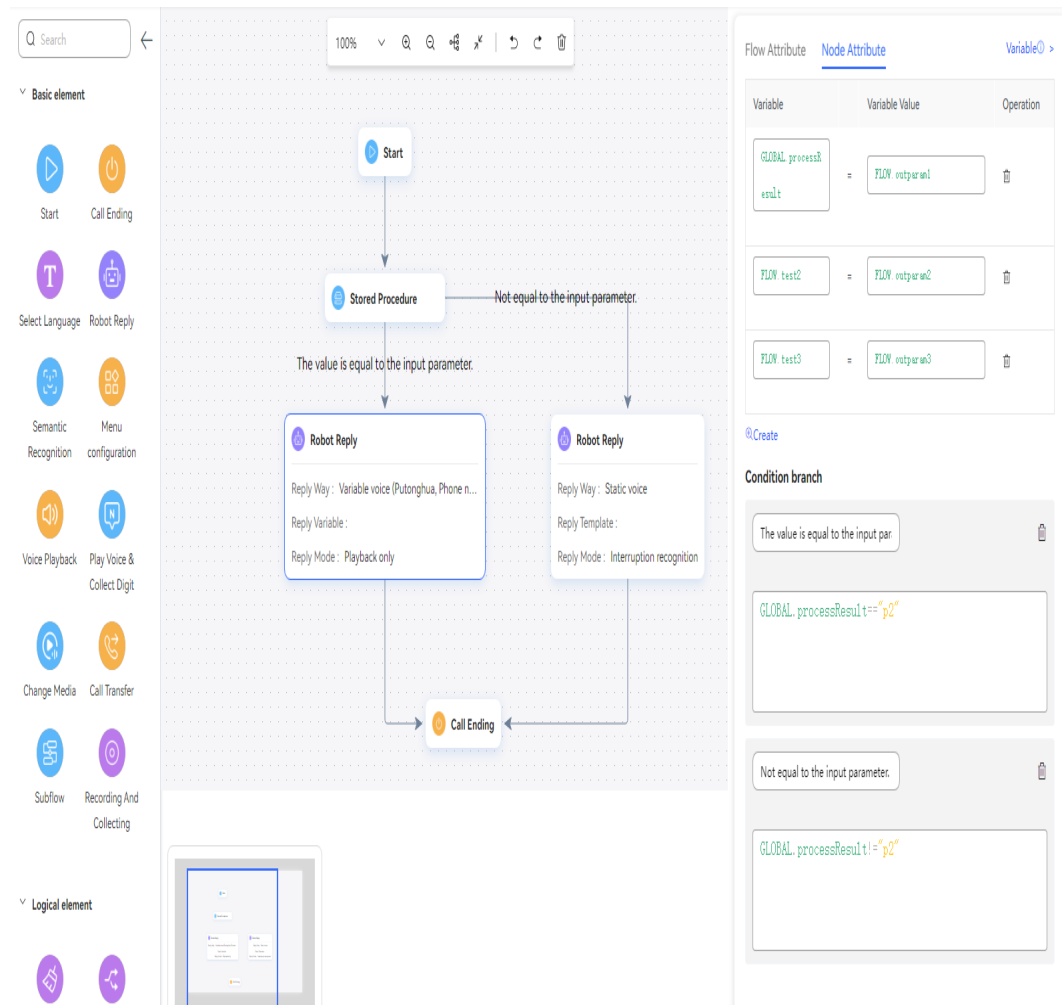 Search
Basic element
Start
Call Ending
Select Language
Robot Reply
Semantic
Recognition
Menu
configuration
Voice Playback
Play Voice &
Collect Digit
Change Media
Call Transfer
Subflow
Recording And
Collecting
Logical element
100%
Start
Stored Procedure
Not equal to the input parameter.
The value is equal to the input parameter.
Robot Reply
Reply Way : Variable voice (Putonghua, Phone n...
Reply Variable :
Reply Mode : Playback only
Robot Reply
Reply Way : Static voice
Reply Template :
Reply Mode : Interruption recognition
Call Ending
Flow Attribute
Node Attribute
Variable
Variable
Variable Value
Operation
GLOBAL.processR
esult
=
FLOW.outparam1
FLOW.test2
=
FLOW.outparam2
FLOW.test3
=
FLOW.outparam3
Create
Condition branch
The value is equal to the input par
GLOBAL.processResult=="p2"
Not equal to the input parameter.
GLOBAL.processResult!="p2"